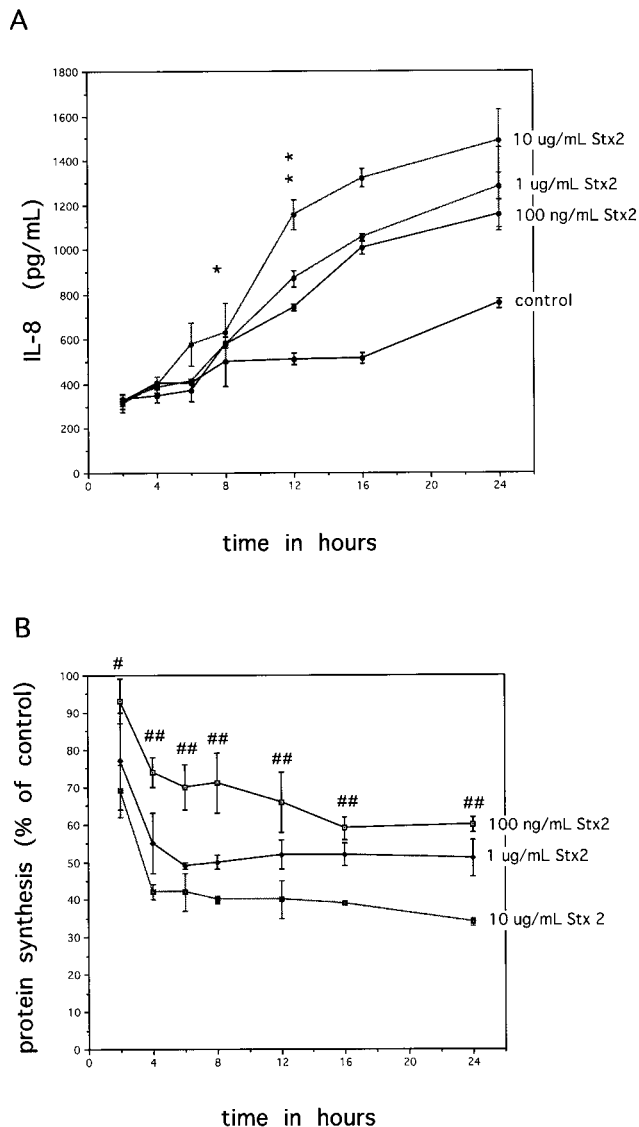 A
1800
1600
1400
1200
1000
800
600
400
200
0
IL-8 (pg/mL)
*
*
*
10 ug/mL Stx2
1 ug/mL Stx2
100 ng/mL Stx2
control
0 4 8 12 16 20 24
time in hours
B
100
90
80
70
60
50
40
30
20
10
0
protein synthesis (% of control)
#
##
##
##
##
##
##
100 ng/mL Stx2
1 ug/mL Stx2
10 ug/mL Stx 2
0 4 8 12 16 20 24
time in hours